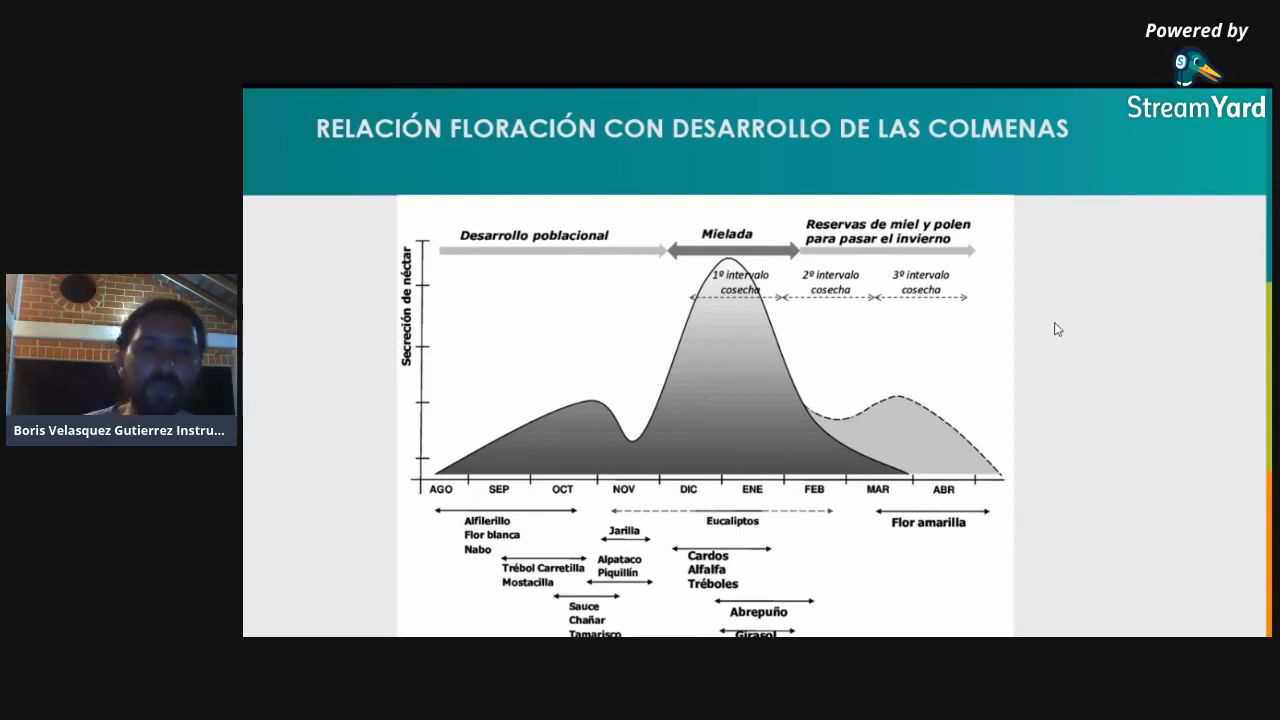 Powered by
StreamYard
RELACIÓN FLORACIÓN CON DESARROLLO DE LAS COLMENAS
Desarrollo poblacional
Mielada
Reservas de miel y polen
para pasar el invierno
1º intervalo
cosecha
2º intervalo
cosecha
3º intervalo
cosecha
Secreción de néctar
AGO SEP OCT NOV DIC ENE FEB MAR ABR
Alfilerillo
Flor blanca
Nabo
Trébol Carretilla
Mostacilla
Sauce
Chañar
Tamarisco
Jarilla
Alpataco
Piquillín
Eucaliptos
Cardos
Alfalfa
Tréboles
Abrepuño
Girasol
Flor amarilla
Boris Velasquez Gutierrez Instru...